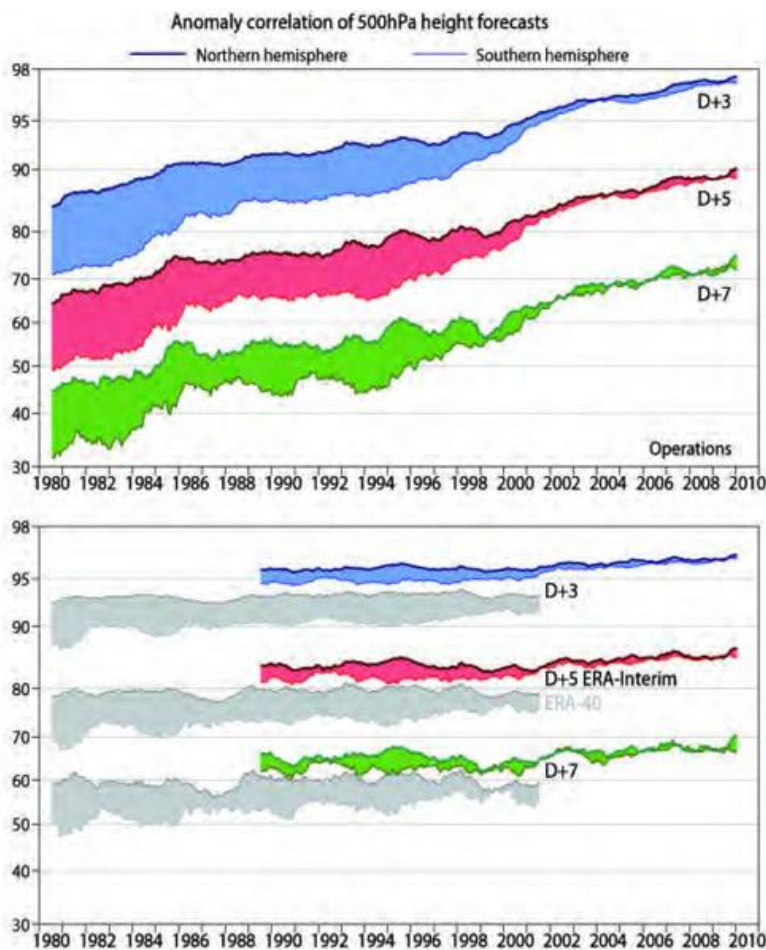 Anomaly correlation of 500hPa height forecasts
Northern hemisphere Southern hemisphere
98
D+3
95
90
D+5
80
70
D+7
60
50
40
Operations
30
1980 1982 1984 1986 1988 1990 1992 1994 1996 1998 2000 2002 2004 2006 2008 2010
98
95
D+3
90
D+5 ERA-Interim
80
ERA-40
70
D+7
60
50
40
30
1980 1982 1984 1986 1988 1990 1992 1994 1996 1998 2000 2002 2004 2006 2008 2010